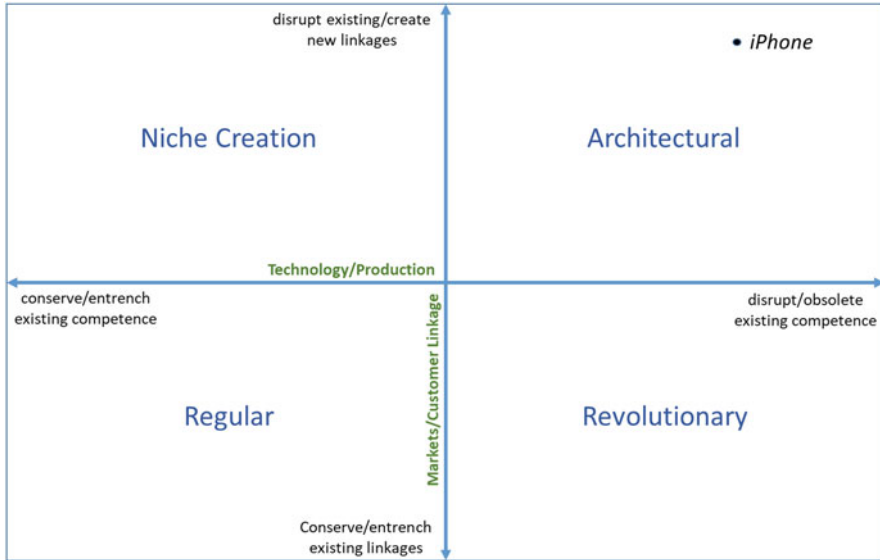 disrupt existing/create
new linkages
iPhone
Niche Creation
Architectural
Technology/Production
conserve/entrench
existing competence
disrupt/obsolete
existing competence
Markets/Customer Linkage
Regular
Revolutionary
Conserve/entrench
existing linkages